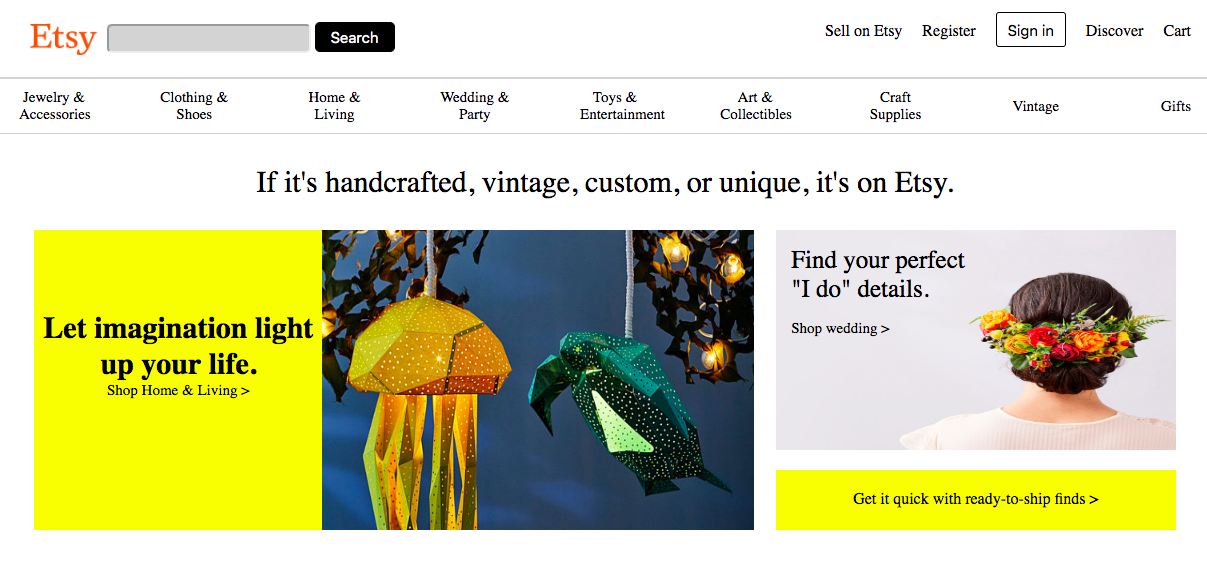 Etsy Search Sell on Etsy Register Sign in Discover Cart
Jewelry & Accessories
Clothing & Shoes
Home & Living
Wedding & Party
Toys & Entertainment
Art & Collectibles
Craft Supplies
Vintage
Gifts
If it's handcrafted, vintage, custom, or unique, it's on Etsy.
Let imagination light
up your life.
Shop Home & Living >
Find your perfect
"I do" details.
Shop wedding >
Get it quick with ready-to-ship finds >